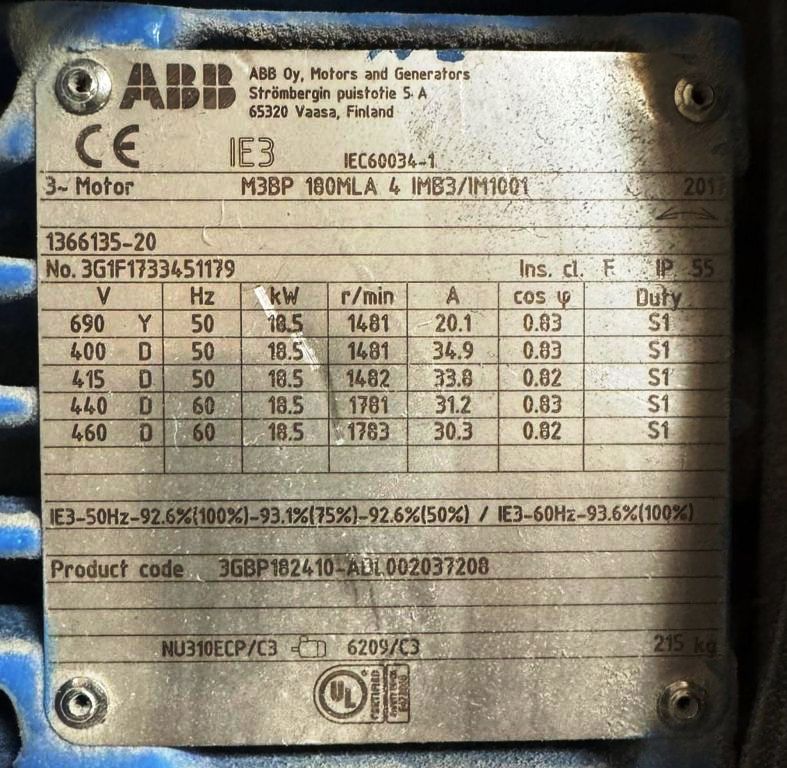 ABB
ABB Oy, Motors and Generators
Strömbergin puistotie 5 A
65320 Vaasa, Finland
CE IE3 IEC60034-1
3~ Motor M3BP 180MLA 4 IMB3/IM1001 2017
1366135-20
No. 3G1F1733451179 Ins. cl. F IP 55
V Hz kW r/min A cos φ Duty
690 Y 50 18.5 1481 20.1 0.83 S1
400 D 50 18.5 1481 34.9 0.83 S1
415 D 50 18.5 1482 33.8 0.82 S1
440 D 60 18.5 1781 31.2 0.83 S1
460 D 60 18.5 1783 30.3 0.82 S1
IE3-50Hz-92.6%(100%)-93.1%(75%)-92.6%(50%) / IE3-60Hz-93.6%(100%)
Product code 3GBP182410-ADL002037208
NU310ECP/C3 6209/C3 215 kg
UL